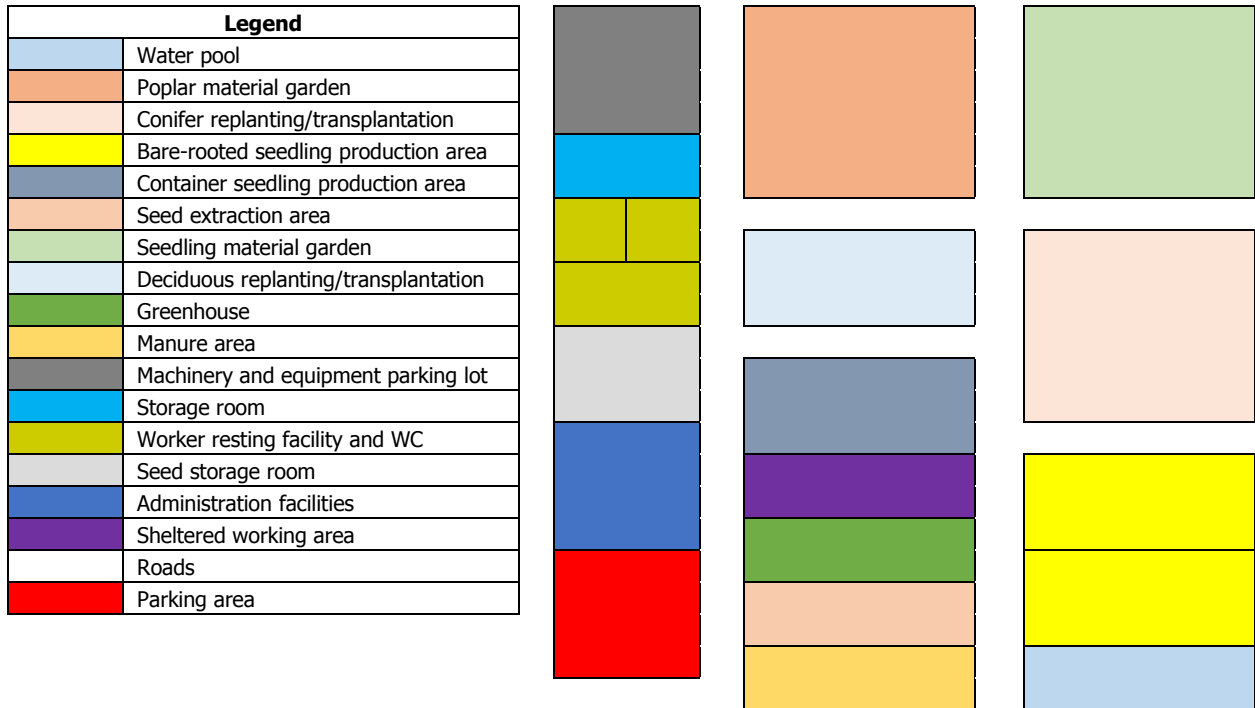 Legend
Water pool
Poplar material garden
Conifer replanting/transplantation
Bare-rooted seedling production area
Container seedling production area
Seed extraction area
Seedling material garden
Deciduous replanting/transplantation
Greenhouse
Manure area
Machinery and equipment parking lot
Storage room
Worker resting facility and WC
Seed storage room
Administration facilities
Sheltered working area
Roads
Parking area